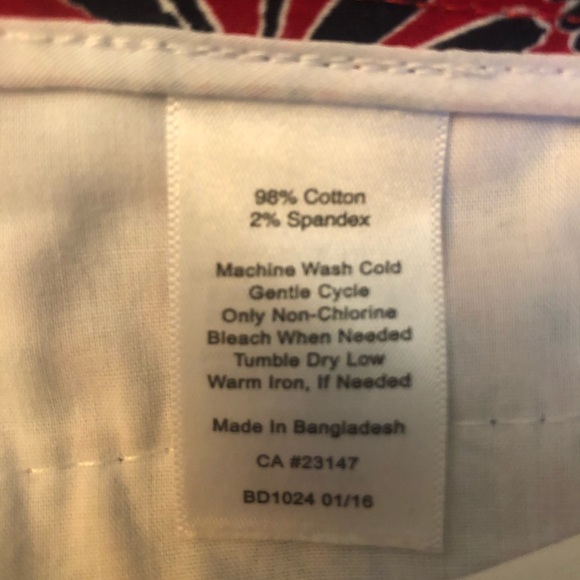 98% Cotton
2% Spandex
Machine Wash Cold
Gentle Cycle
Only Non-Chlorine
Bleach When Needed
Tumble Dry Low
Warm Iron, If Needed
Made In Bangladesh
CA #23147
BD1024 01/16